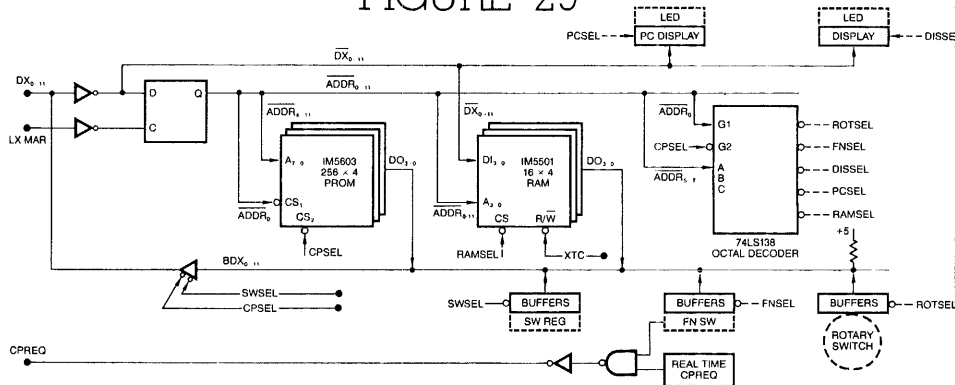 FIGURE 29
LED
PC DISPLAY
PCSEL
LED
DISPLAY
DISSE
DX₀₋₁₁
ADDR₀₋₁₁
DX₀₋₁₁
D Q
C
LX MAR
ADDR₄₋₁₁
DX₀₋₁₁
ADDR₀
A₇₋₀
IM5603
256 × 4
PROM
DO₃₋₀
CS₁
CS₂
ADDR₀
CPSEL
DI₃₋₀
IM5501
16 × 4
RAM
DO₃₋₀
A₃₋₀
CS
R/W
ADDR₈₋₁₁
RAMSEL
XTC
G1
G2
A
B
C
CPSEL
ADDR₅₋₇
ROTSEL
FNSEL
DISSEL
PCSEL
RAMSEL
74LS138
OCTAL DECODER
+5
BDX₀₋₁₁
SWSEL
CPSEL
SWSEL
BUFFERS
SW REG
BUFFERS
FN SW
FNSEL
BUFFERS
ROTSEL
ROTARY
SWITCH
CPREQ
REAL TIME
CPREQ